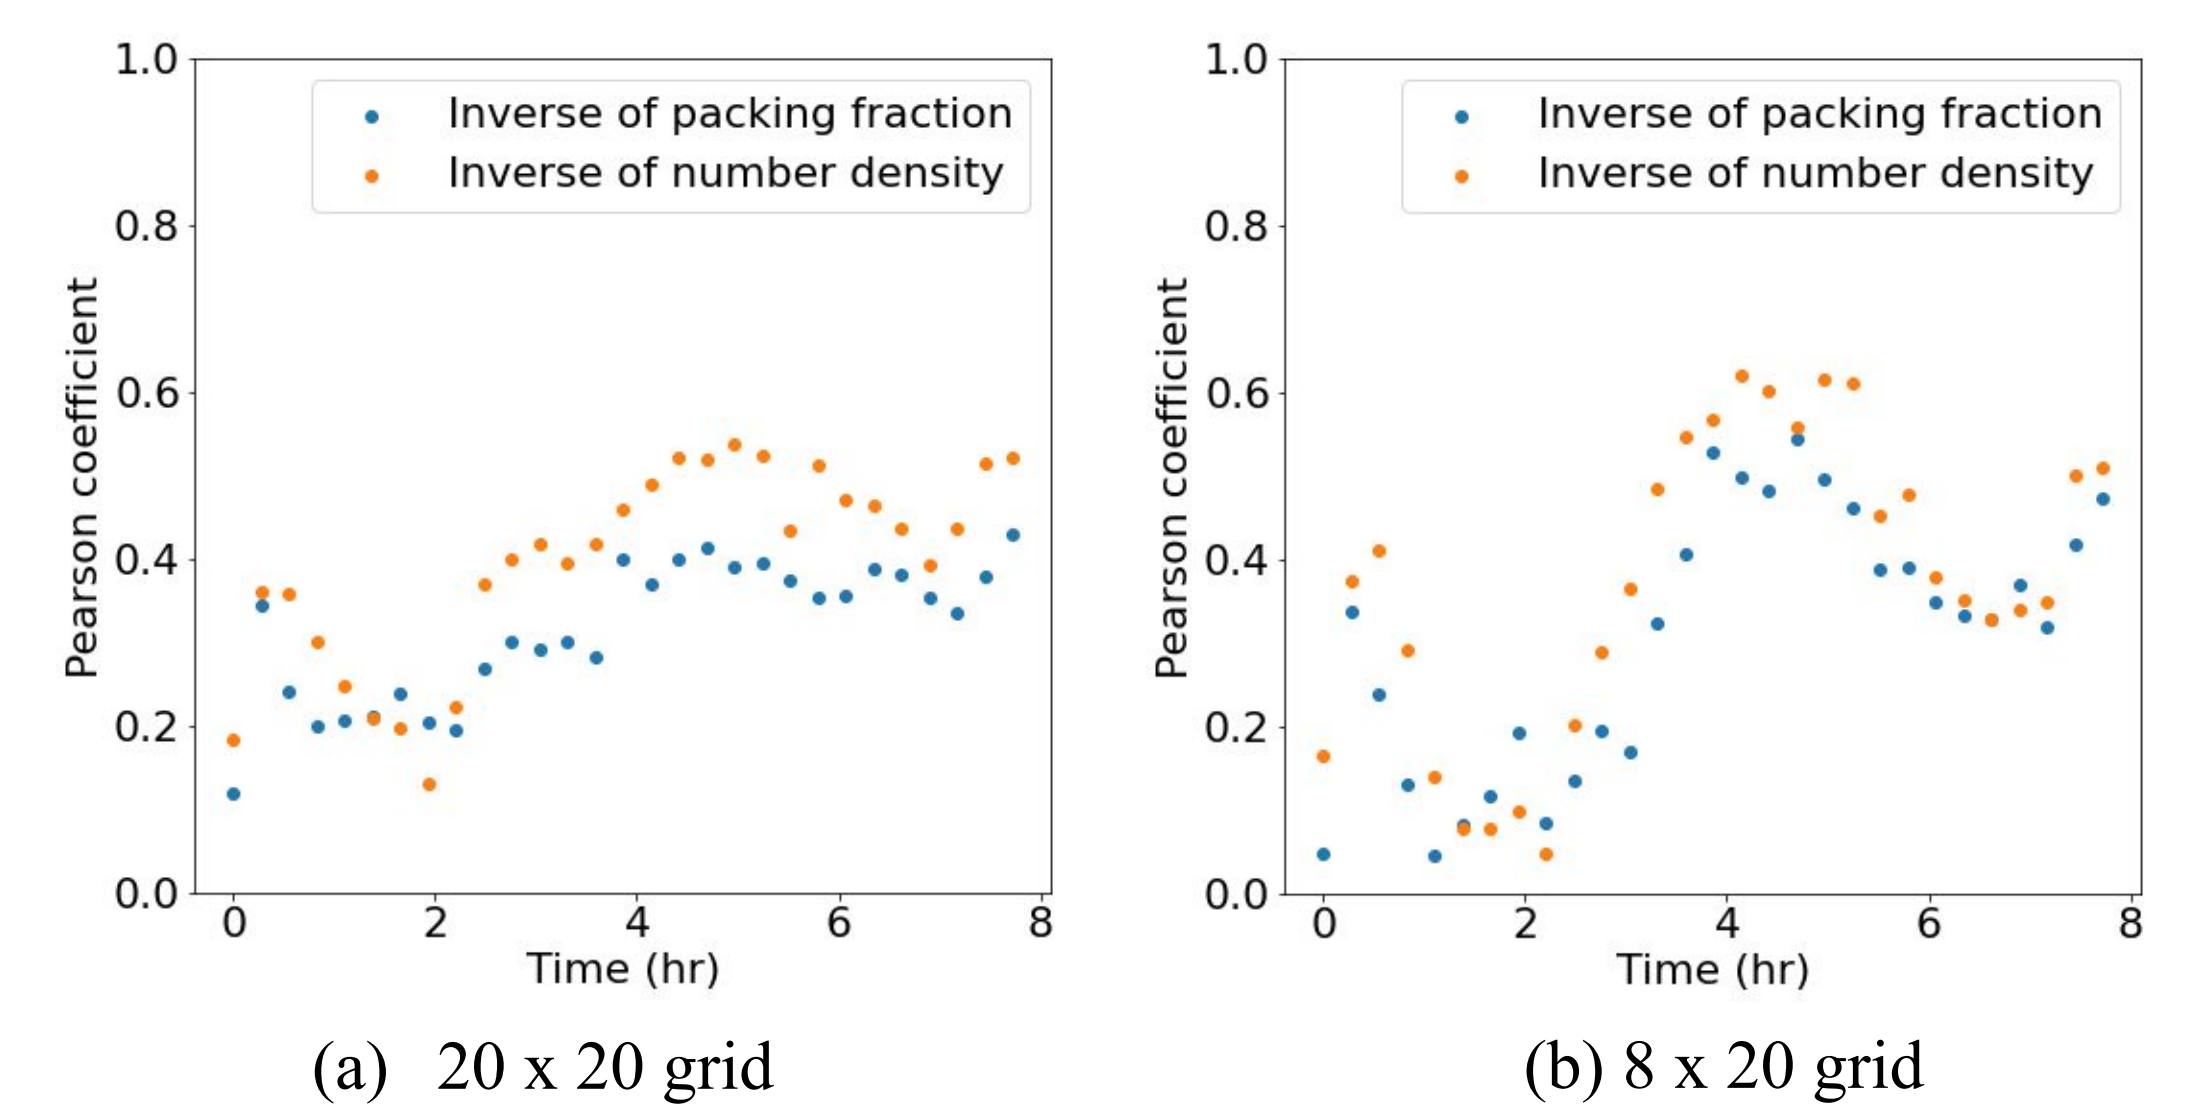 1.0
0.8
0.6
0.4
0.2
0.0
Pearson coefficient
Inverse of packing fraction
Inverse of number density
0 2 4 6 8
Time (hr)
(a) 20 x 20 grid
1.0
0.8
0.6
0.4
0.2
0.0
Pearson coefficient
Inverse of packing fraction
Inverse of number density
0 2 4 6 8
Time (hr)
(b) 8 x 20 grid